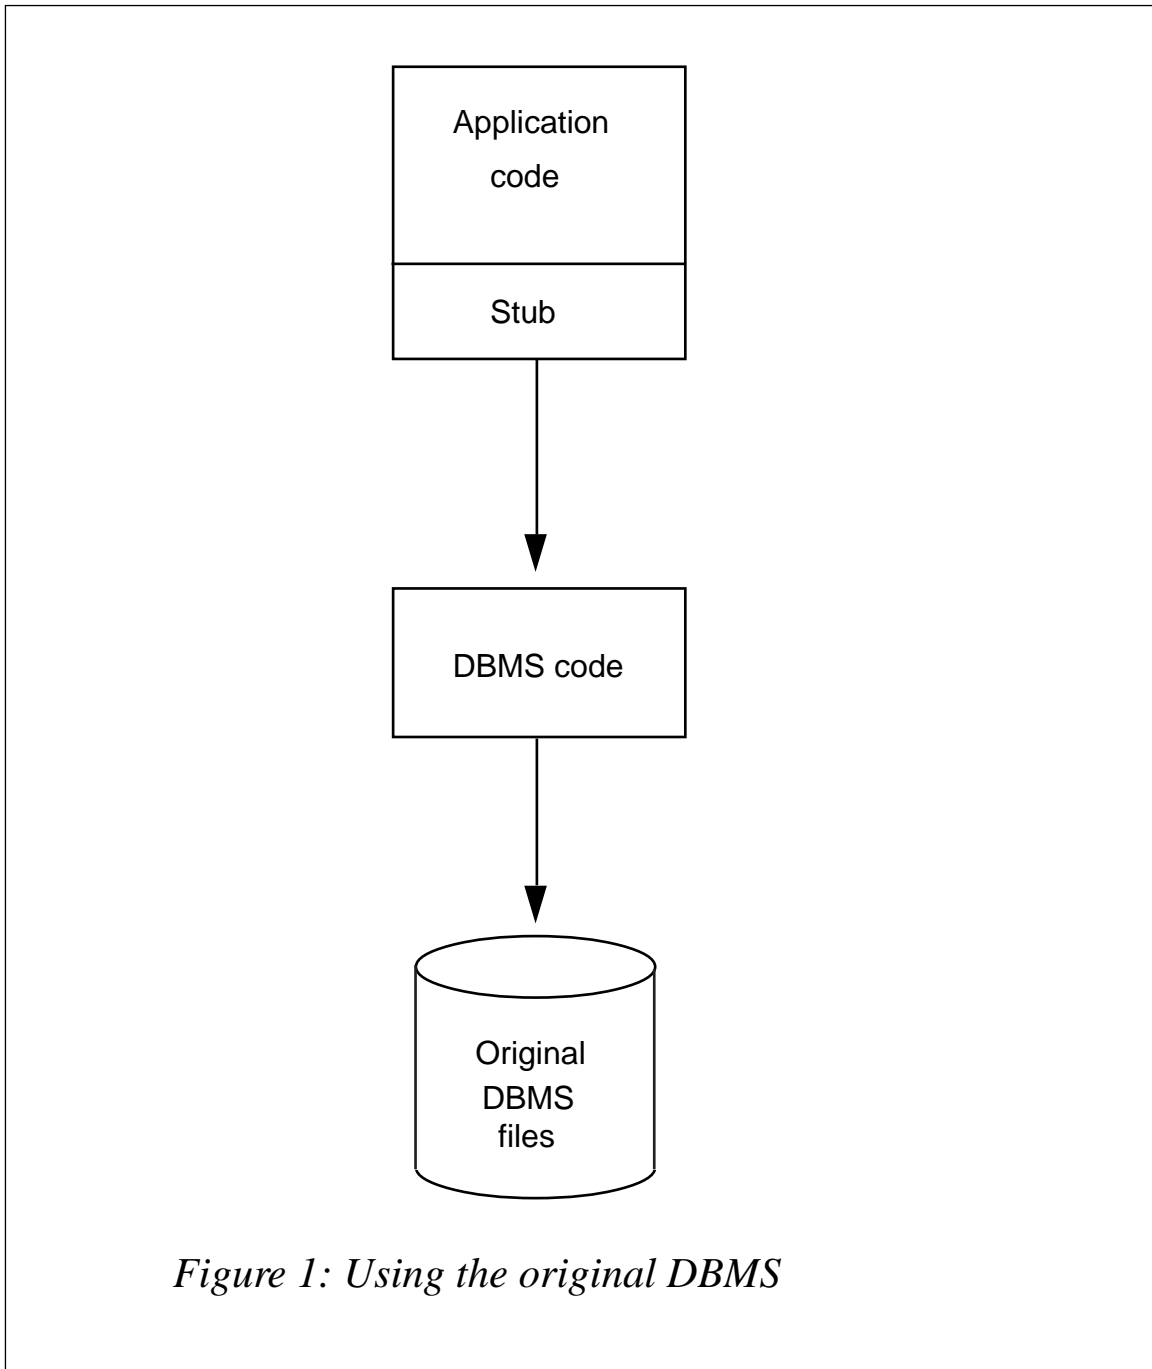 Application
code
Stub
DBMS code
Original
DBMS
files
Figure 1: Using the original DBMS